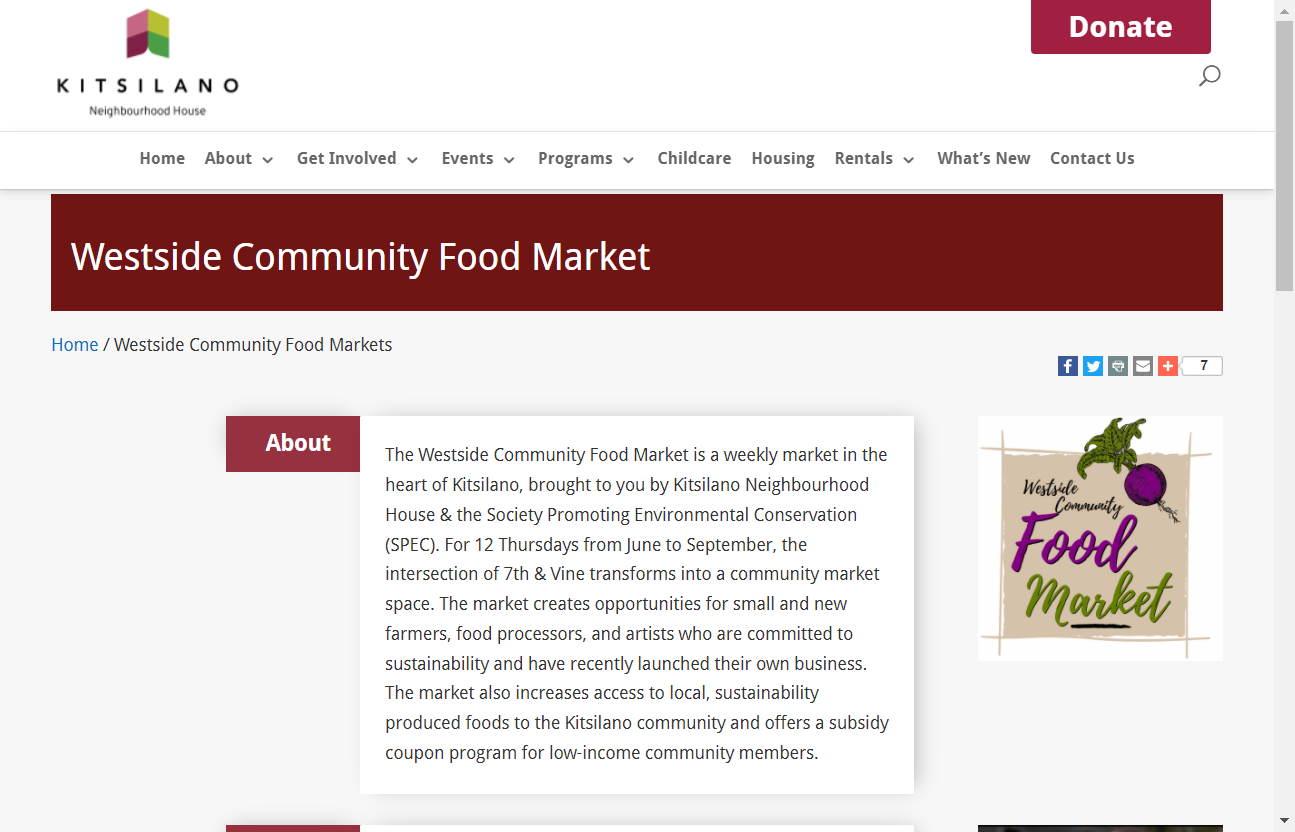 KITSILANO
Neighbourhood House
Donate
Home About Get Involved Events Programs Childcare Housing Rentals What's New Contact Us
Westside Community Food Market
Home / Westside Community Food Markets
7
About
The Westside Community Food Market is a weekly market in the
heart of Kitsilano, brought to you by Kitsilano Neighbourhood
House & the Society Promoting Environmental Conservation
(SPEC). For 12 Thursdays from June to September, the
intersection of 7th & Vine transforms into a community market
space. The market creates opportunities for small and new
farmers, food processors, and artists who are committed to
sustainability and have recently launched their own business.
The market also increases access to local, sustainability
produced foods to the Kitsilano community and offers a subsidy
coupon program for low-income community members.
Westside
Community
Food
Market